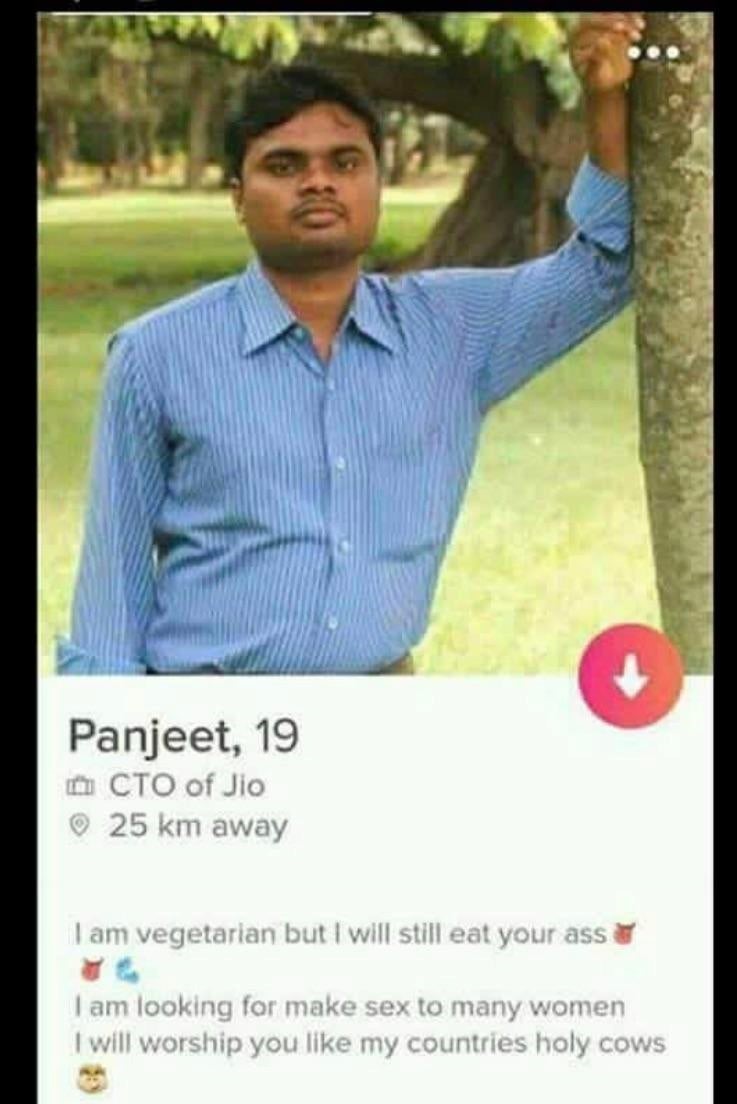 Panjeet, 19
CTO of Jio
25 km away
I am vegetarian but I will still eat your ass
I am looking for make sex to many women
I will worship you like my countries holy cows